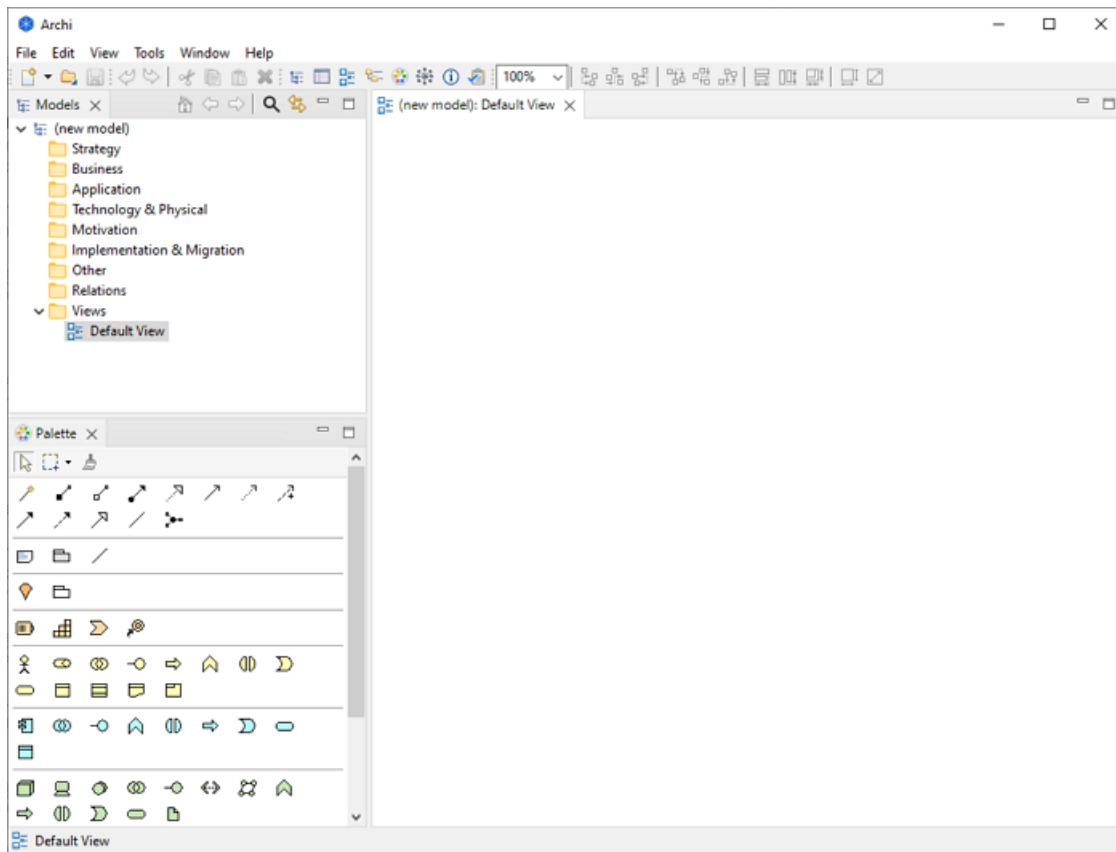 Archi
File Edit View Tools Window Help
100%
Models
(new model): Default View
(new model)
Strategy
Business
Application
Technology & Physical
Motivation
Implementation & Migration
Other
Relations
Views
Default View
Palette
Default View